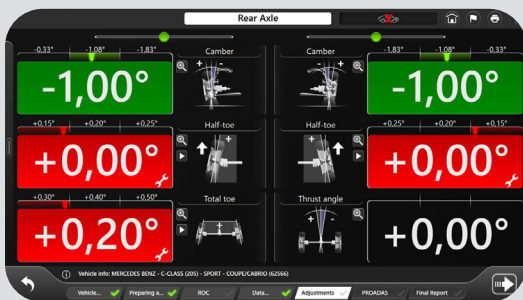 Rear Axle
-0,33° -1,08° -1,83° Camber Camber -1,83° -1,08° -0,33°
-1,00° -1,00°
+0,15° +0,20° +0,25° Half-toe Half-toe +0,25° +0,20° +0,15°
+0,00° +0,00°
+0,30° +0,40° +0,50° Total toe Thrust angle
+0,20° +0,00°
Vehicle info: MERCEDES BENZ - C-CLASS (205) - SPORT - COUPE/CABRIO (62566)
Vehicle... Preparing a... ROC Data... Adjustments PROADAS Final Report